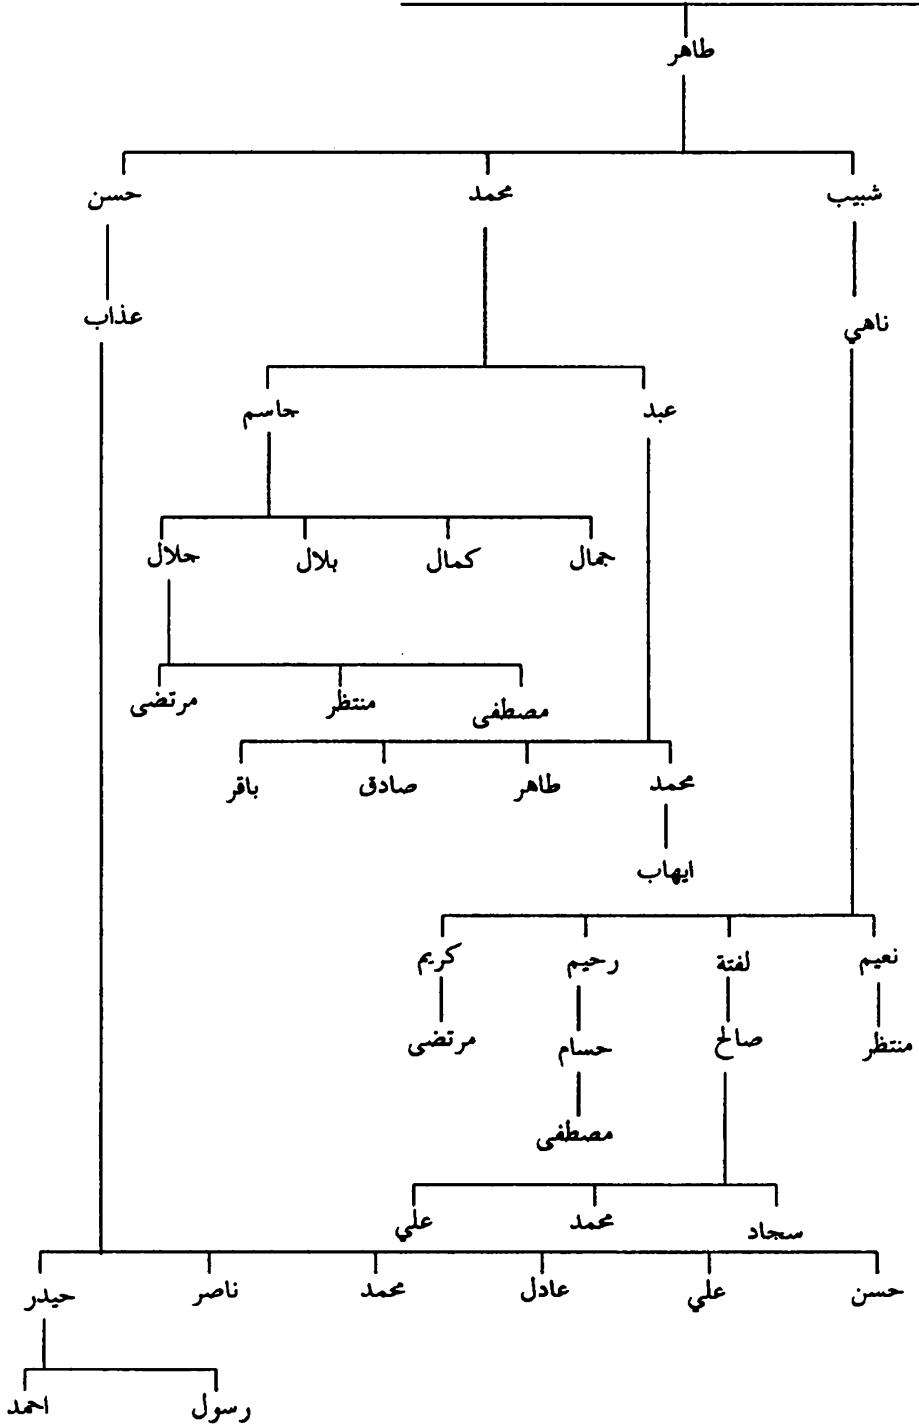 طاهر
شبيب محمد حسن
ناهي عذاب
عبد جاسم
جمال كمال بلال جلال
مصطفى منتظر مرتضى
محمد طاهر صادق باقر
ايهاب
نعيم لفتة رحيم كريم
منتظر صالح حسام مرتضى
مصطفى
سجاد محمد علي
حسن علي عادل محمد ناصر حيدر
رسول احمد